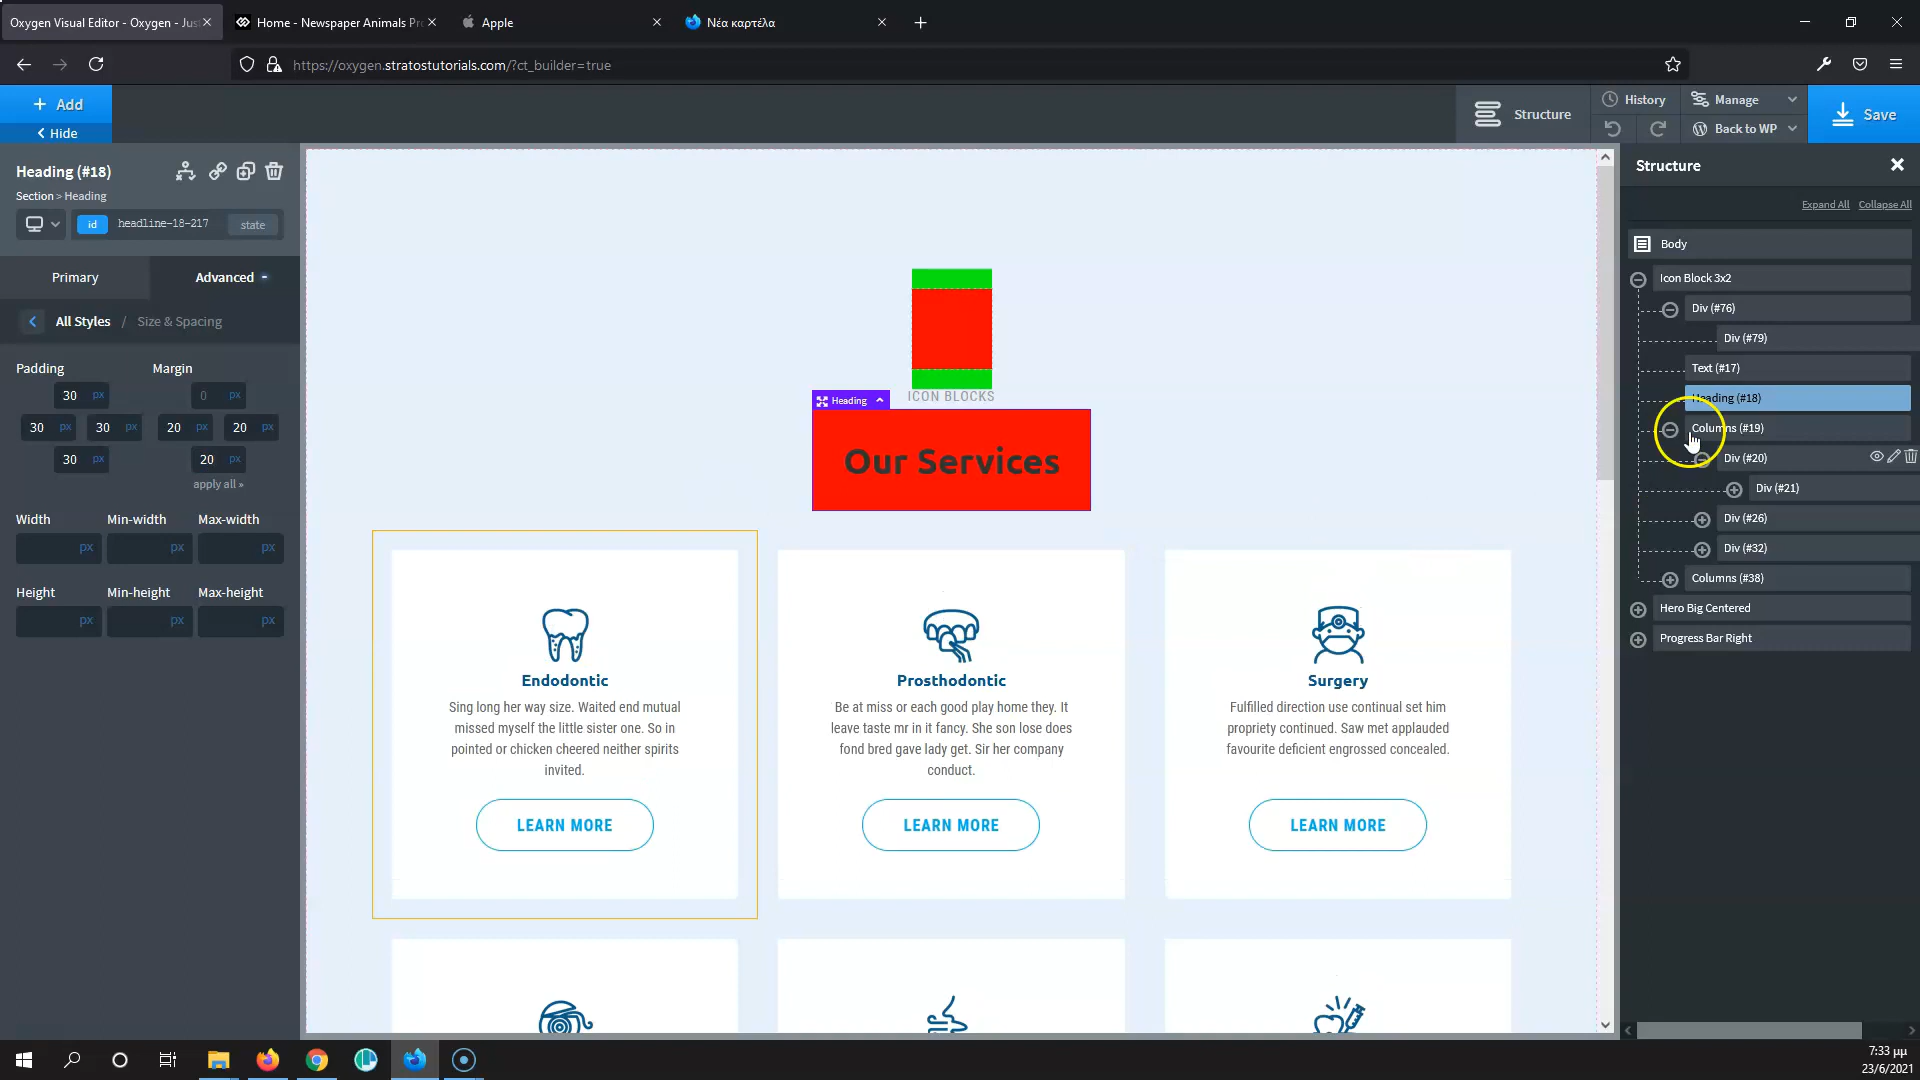 Oxygen Visual Editor - Oxygen - Jus
Home - Newspaper Animals Pr
Apple
Νέα καρτέλα
https://oxygen.stratostutorials.com/?ct_builder=true
Add
Hide
Structure
History
Manage
Back to WP
Save
Heading (#18)
Section > Heading
id
headline-18-217
state
Primary
Advanced
All Styles / Size & Spacing
Padding
Margin
30 px
0 px
30 px
30 px
20 px
20 px
30 px
20 px
apply all »
Width
Min-width
Max-width
px
px
px
Height
Min-height
Max-height
px
px
px
ICON BLOCKS
Heading
Our Services
Endodontic
Sing long her way size. Waited end mutual
missed myself the little sister one. So in
pointed or chicken cheered neither spirits
invited.
LEARN MORE
Prosthodontic
Be at miss or each good play home they. It
leave taste mr in it fancy. She son lose does
fond bred gave lady get. Sir her company
conduct.
LEARN MORE
Surgery
Fulfilled direction use continual set him
propriety continued. Saw met applauded
favourite deficient engrossed concealed.
LEARN MORE
Structure
Expand All
Collapse All
Body
Icon Block 3x2
Div (#76)
Div (#79)
Text (#17)
Heading (#18)
Columns (#19)
Div (#20)
Div (#21)
Div (#26)
Div (#32)
Columns (#38)
Hero Big Centered
Progress Bar Right
7:33 μμ
23/6/2021